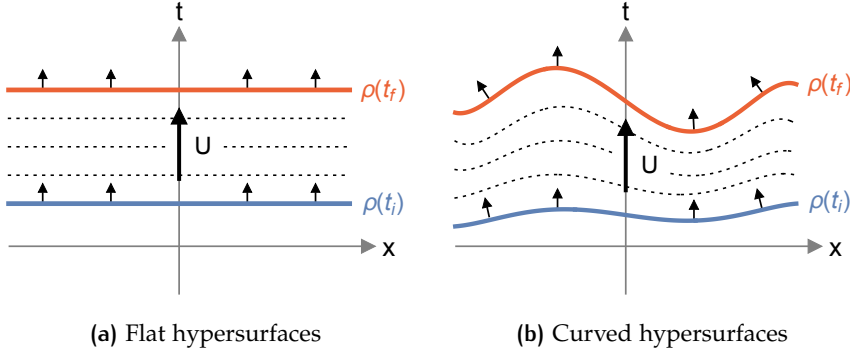 t
ρ(t_f)
U
ρ(t_i)
x
(a) Flat hypersurfaces
t
ρ(t_f)
U
ρ(t_i)
x
(b) Curved hypersurfaces